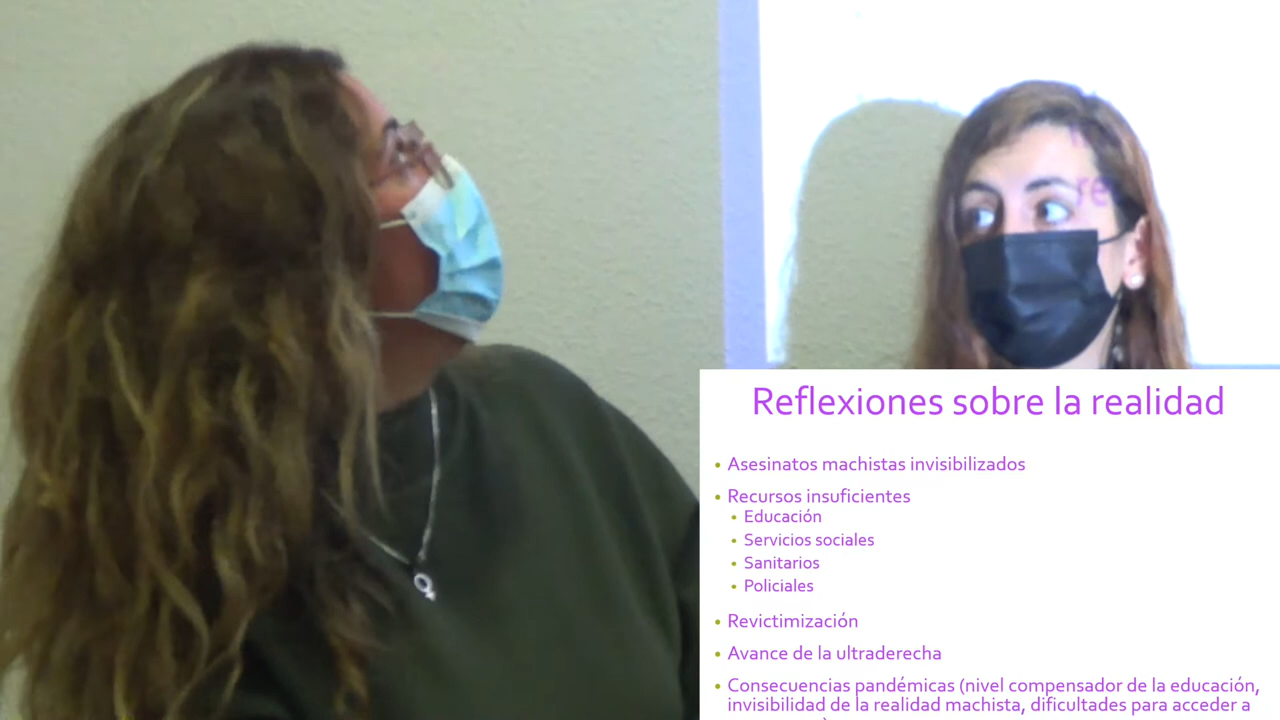 re
Reflexiones sobre la realidad
• Asesinatos machistas invisibilizados
• Recursos insuficientes
• Educación
• Servicios sociales
• Sanitarios
• Policiales
• Revictimización
• Avance de la ultraderecha
• Consecuencias pandémicas (nivel compensador de la educación,
invisibilidad de la realidad machista, dificultades para acceder a